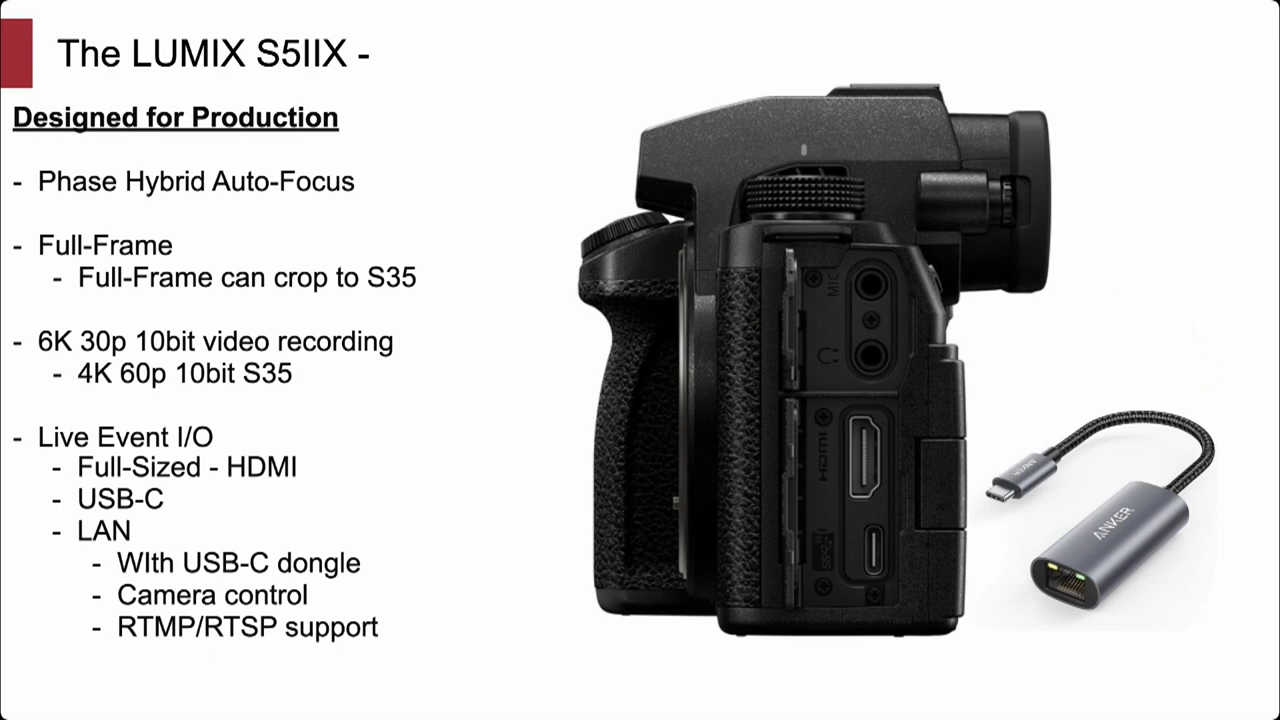 The LUMIX S5IIX -
Designed for Production
- Phase Hybrid Auto-Focus
- Full-Frame
- Full-Frame can crop to S35
- 6K 30p 10bit video recording
- 4K 60p 10bit S35
- Live Event I/O
- Full-Sized - HDMI
- USB-C
- LAN
- WIth USB-C dongle
- Camera control
- RTMP/RTSP support
MIC
HDMI
ANKER
ANKER